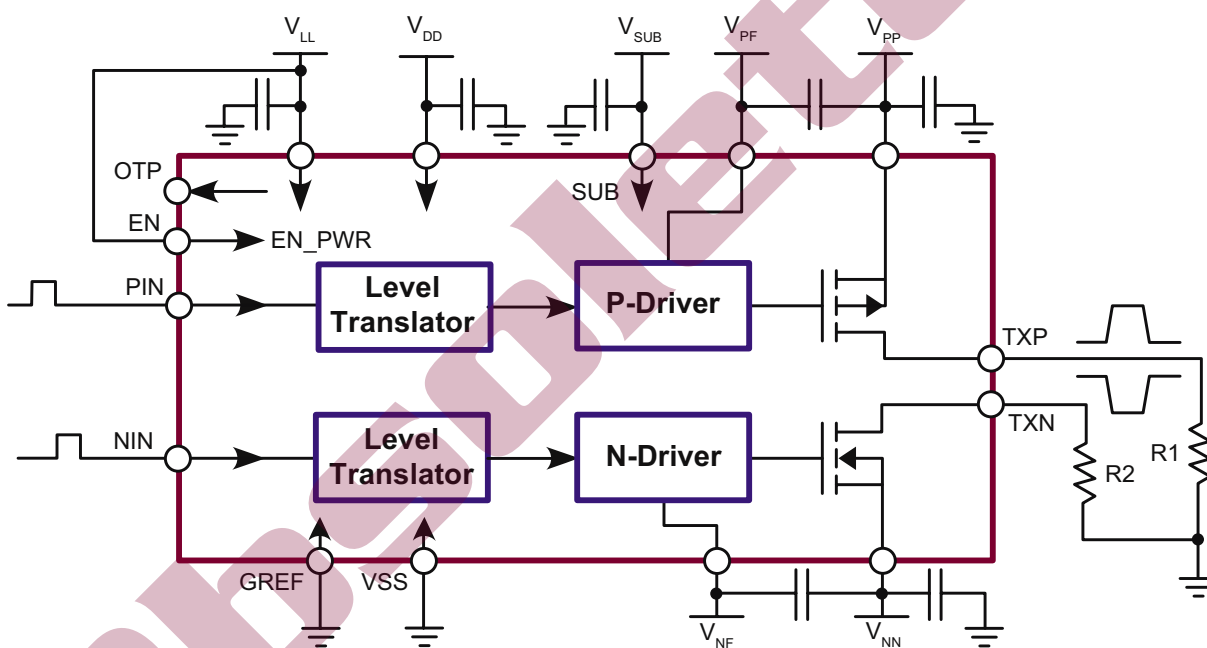 VLL
VDD
VSUB
VPF
VPP
OTP
SUB
EN
EN_PWR
PIN
Level
Translator
P-Driver
TXP
NIN
Level
Translator
N-Driver
TXN
R2
R1
GREF
VSS
VNF
VNN
Obsolete